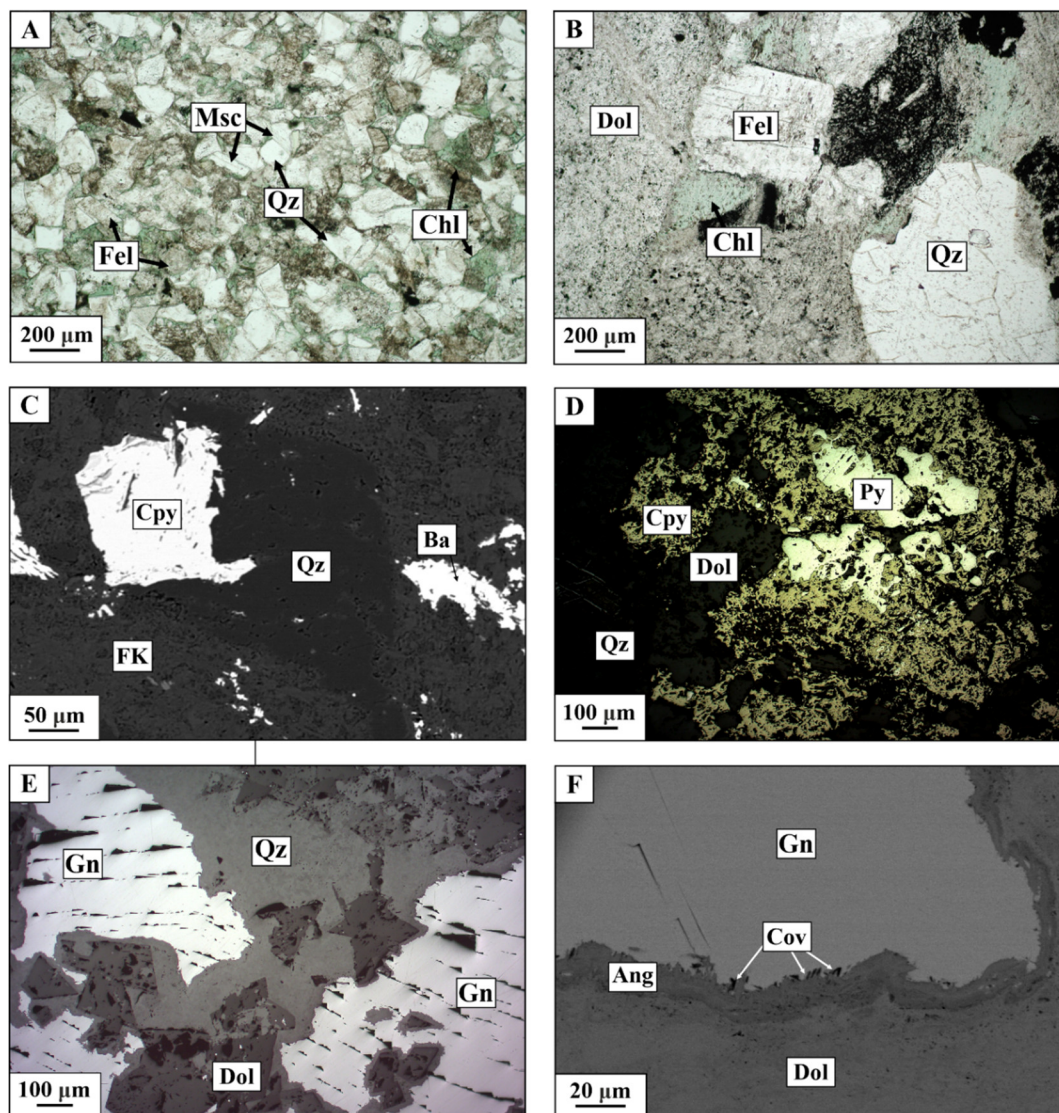 A
Msc
Qz
Chl
Fel
200 µm
B
Dol
Fel
Chl
Qz
200 µm
C
Cpy
Ba
Qz
FK
50 µm
D
Py
Cpy
Dol
Qz
100 µm
E
Gn
Qz
Gn
Dol
100 µm
F
Gn
Cov
Ang
Dol
20 µm